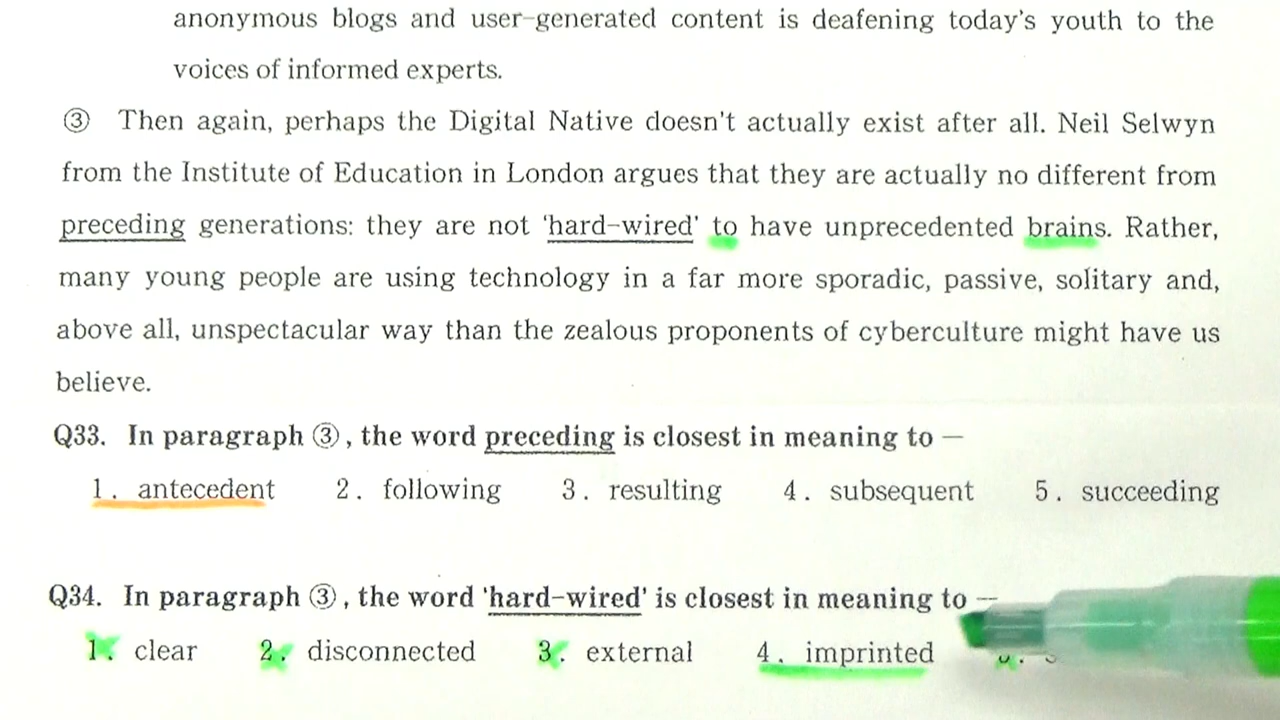 anonymous blogs and user-generated content is deafening today's youth to the
voices of informed experts.
③ Then again, perhaps the Digital Native doesn't actually exist after all. Neil Selwyn
from the Institute of Education in London argues that they are actually no different from
preceding generations: they are not 'hard-wired' to have unprecedented brains. Rather,
many young people are using technology in a far more sporadic, passive, solitary and,
above all, unspectacular way than the zealous proponents of cyberculture might have us
believe.
Q33. In paragraph ③, the word preceding is closest in meaning to —
1. antecedent 2. following 3. resulting 4. subsequent 5. succeeding
Q34. In paragraph ③, the word 'hard-wired' is closest in meaning to —
1. clear 2. disconnected 3. external 4. imprinted